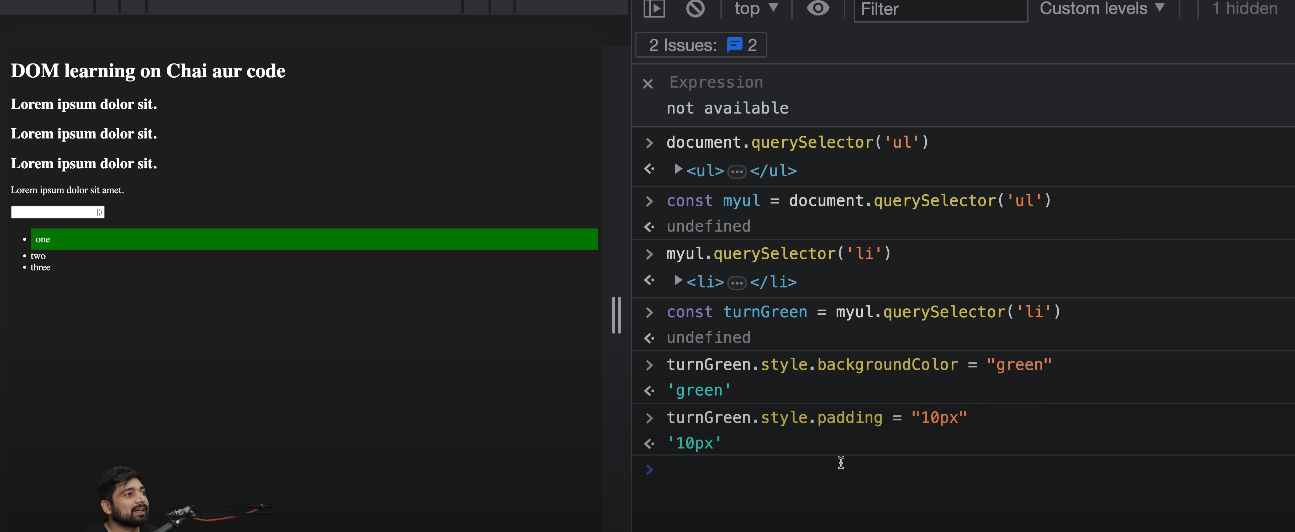 DOM learning on Chai aur code
Lorem ipsum dolor sit.
Lorem ipsum dolor sit.
Lorem ipsum dolor sit.
Lorem ipsum dolor sit amet.
one
two
three
top ▼
Filter
Custom levels ▼
1 hidden
2 Issues: 2
× Expression
not available
> document.querySelector('ul')
<ul>…</ul>
> const myul = document.querySelector('ul')
undefined
> myul.querySelector('li')
<li>…</li>
> const turnGreen = myul.querySelector('li')
undefined
> turnGreen.style.backgroundColor = "green"
'green'
> turnGreen.style.padding = "10px"
'10px'
>